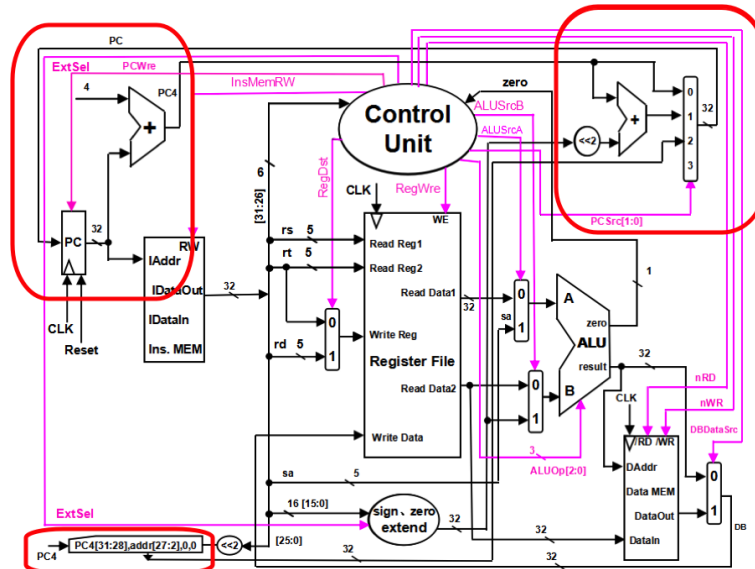 PC
ExtSel
PCWre
4
PC4
InsMemRW
zero
Control
Unit
ALUSrcB
ALUSrcA
+
+
<<2
0
1
2
3
32
PCSrc[1:0]
6
[31:26]
RegDst
CLK
RegWre
WE
PC
32
CLK
Reset
RW
IAddr
IDataOut
IDataIn
Ins. MEM
32
rs 5
rt 5
rd 5
0
1
Read Reg1
Read Reg2
Read Data1
Write Reg
Register File
Read Data2
Write Data
32
sa
0
1
0
1
A
B
zero
ALU
result
1
32
3
ALUOp[2:0]
nRD
nWR
DBDataSrc
CLK
/RD /WR
DAddr
Data MEM
DataOut
DataIn
0
1
DB
sa 5
ExtSel
16 [15:0]
sign、zero
extend
32
[25:0]
PC4
PC4[31:28],addr[27:2],0,0
<<2
32
32
32